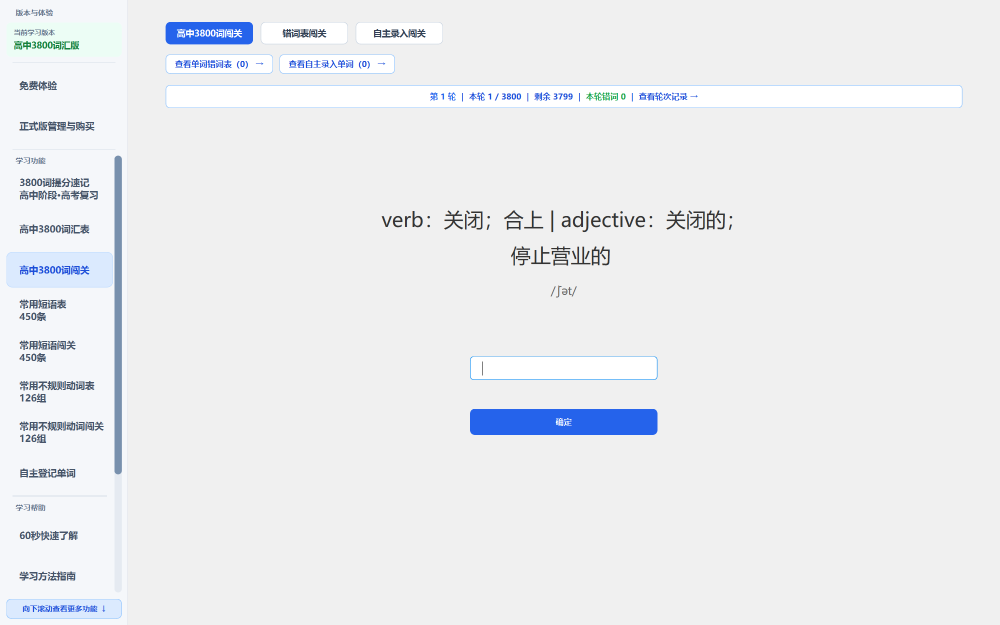 版本与体验
当前学习版本
高中3800词汇版
免费体验
正式版管理与购买
学习功能
3800词提分速记
高中阶段•高考复习
高中3800词汇表
高中3800词闯关
常用短语表
450条
常用短语闯关
450条
常用不规则动词表
126组
常用不规则动词闯关
126组
自主登记单词
学习帮助
60秒快速了解
学习方法指南
向下滚动查看更多功能 ↓
高中3800词闯关 错词表闯关 自主录入闯关
查看单词错词表（0） → 查看自主录入单词（0） →
第 1 轮 | 本轮 1 / 3800 | 剩余 3799 | 本轮错词 0 | 查看轮次记录 →
verb：关闭；合上 | adjective：关闭的；
停止营业的
/ʃət/
确定